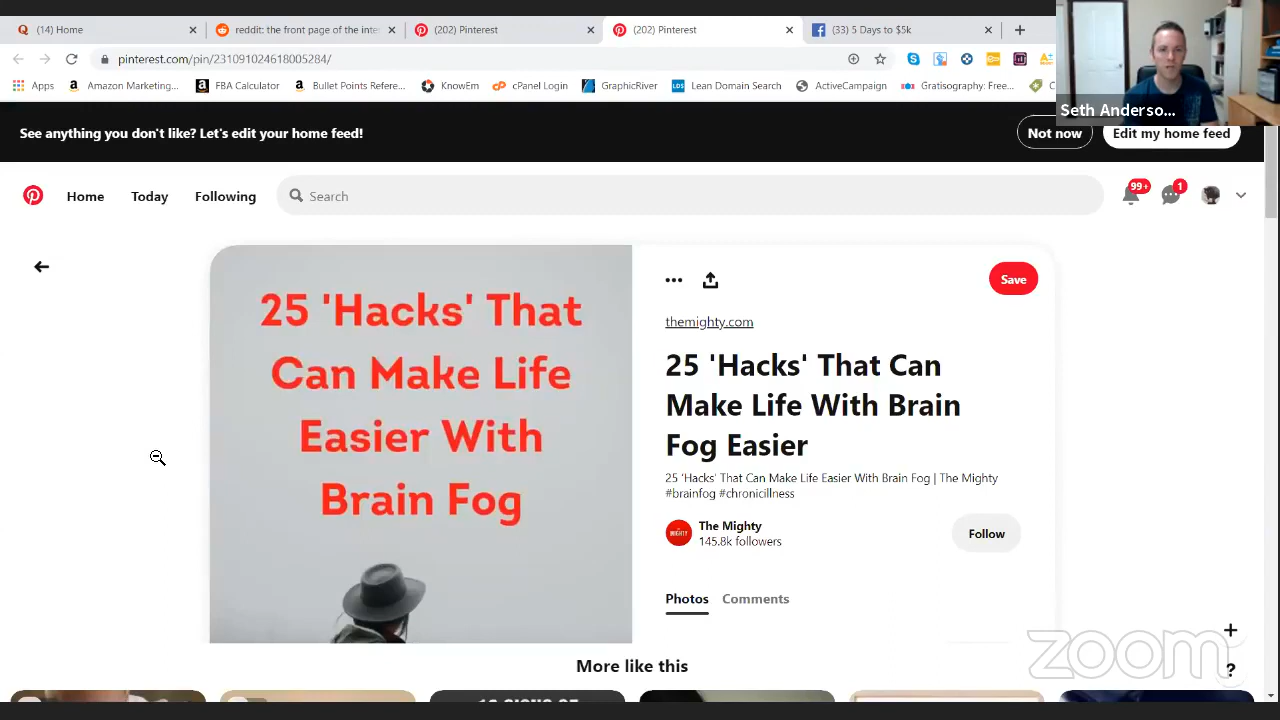 (14) Home
reddit: the front page of the inte
(202) Pinterest
(202) Pinterest
(33) 5 Days to $5k
pinterest.com/pin/231091024618005284/
Apps
Amazon Marketing...
FBA Calculator
Bullet Points Refere...
KnowEm
cPanel Login
GraphicRiver
LDS
Lean Domain Search
ActiveCampaign
Gratisography: Free...
Seth Anderso...
See anything you don't like? Let's edit your home feed!
Not now
Edit my home feed
Home
Today
Following
Search
99+
1
25 'Hacks' That
Can Make Life
Easier With
Brain Fog
Save
themighty.com
25 'Hacks' That Can
Make Life With Brain
Fog Easier
25 'Hacks' That Can Make Life Easier With Brain Fog | The Mighty
#brainfog #chronicillness
The Mighty
145.8k followers
Follow
Photos
Comments
zoom
More like this